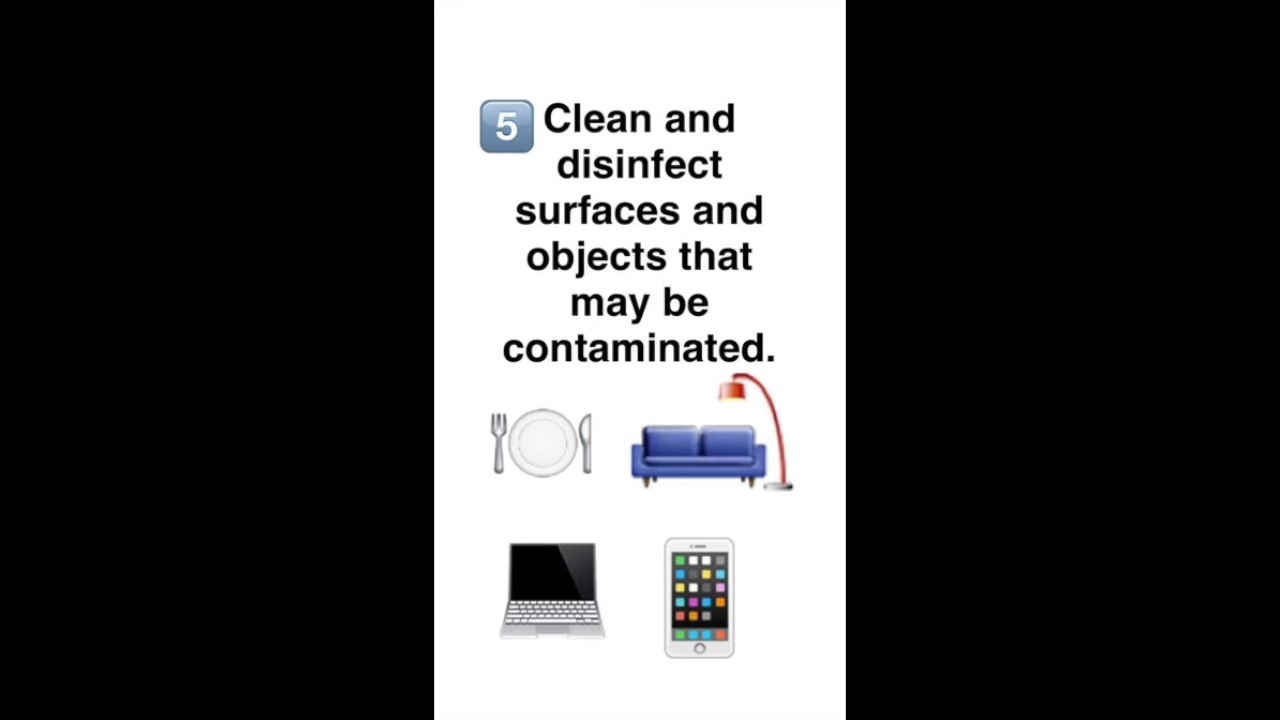 5 Clean and
disinfect
surfaces and
objects that
may be
contaminated.